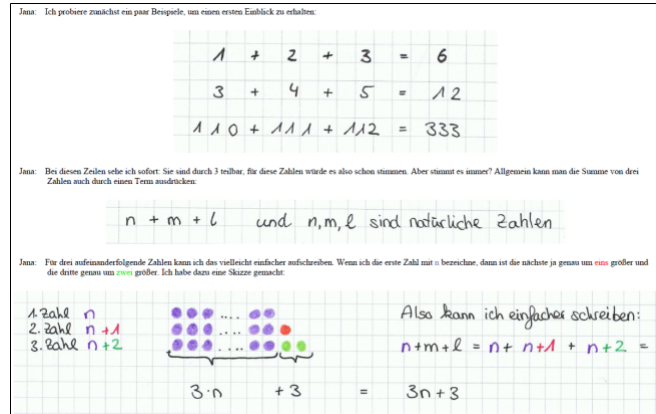 Jana: Ich probiere zunächst ein paar Beispiele, um einen ersten Einblick zu erhalten:
1 + 2 + 3 = 6
3 + 4 + 5 = 12
110 + 111 + 112 = 333
Jana: Bei diesen Zeilen sehe ich sofort: Sie sind durch 3 teilbar, für diese Zahlen würde es also schon stimmen. Aber stimmt es immer? Allgemein kann man die Summe von drei
Zahlen auch durch einen Term ausdrücken:
n + m + l und n, m, l sind natürliche Zahlen
Jana: Für drei aufeinanderfolgende Zahlen kann ich das vielleicht einfacher aufschreiben. Wenn ich die erste Zahl mit n bezeichne, dann ist die nächste ja genau um eins größer und
die dritte genau um zwei größer. Ich habe dazu eine Skizze gemacht:
1. Zahl n
2. Zahl n +1
3. Zahl n +2
Also kann ich einfacher schreiben:
n+m+l = n + n+1 + n+2 =
3·n + 3 = 3n + 3